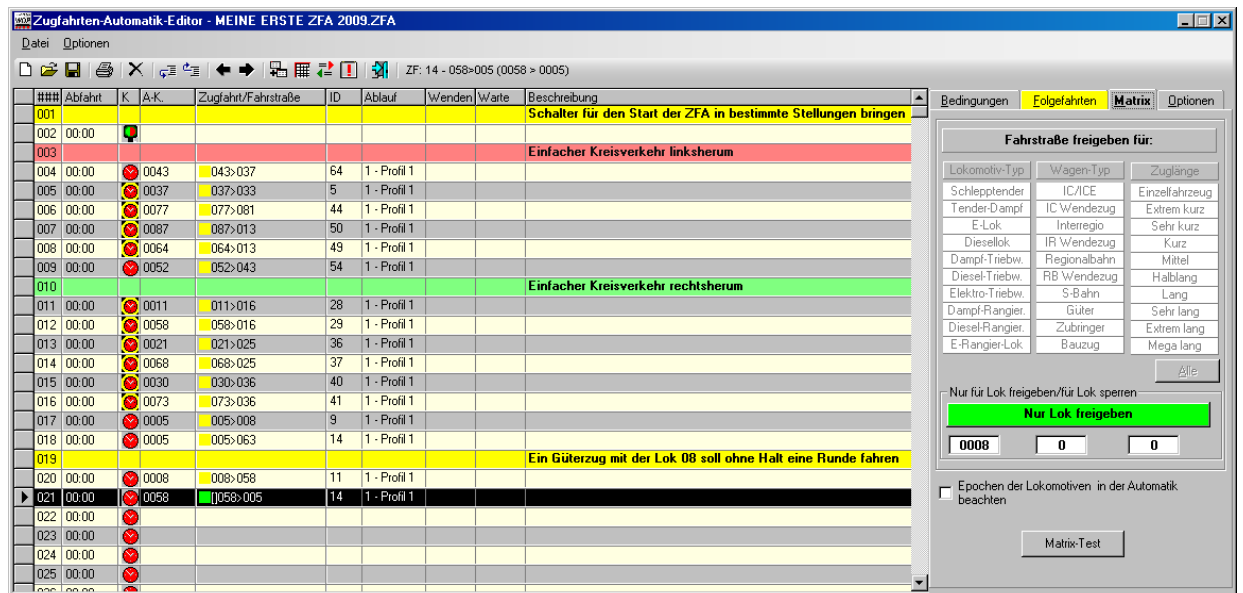 Zugfahrten-Automatik-Editor - MEINE ERSTE ZFA 2009.ZFA
Datei Optionen
ZF: 14 - 058>005 (0058 > 0005)
### Abfahrt K A-K. Zugfahrt/Fahrstraße ID Ablauf Wenden Warte Beschreibung
001 Schalter für den Start der ZFA in bestimmte Stellungen bringen
002 00:00
003 Einfacher Kreisverkehr linksherum
004 00:00 0043 043>037 64 1 - Profil 1
005 00:00 0037 037>033 5 1 - Profil 1
006 00:00 0077 077>081 44 1 - Profil 1
007 00:00 0087 087>013 50 1 - Profil 1
008 00:00 0064 064>013 49 1 - Profil 1
009 00:00 0052 052>043 54 1 - Profil 1
010 Einfacher Kreisverkehr rechtsherum
011 00:00 0011 011>016 28 1 - Profil 1
012 00:00 0058 058>016 29 1 - Profil 1
013 00:00 0021 021>025 36 1 - Profil 1
014 00:00 0068 068>025 37 1 - Profil 1
015 00:00 0030 030>036 40 1 - Profil 1
016 00:00 0073 073>036 41 1 - Profil 1
017 00:00 0005 005>008 9 1 - Profil 1
018 00:00 0005 005>063 14 1 - Profil 1
019 Ein Güterzug mit der Lok 08 soll ohne Halt eine Runde fahren
020 00:00 0008 008>058 11 1 - Profil 1
021 00:00 0058 []058>005 14 1 - Profil 1
022 00:00
023 00:00
024 00:00
025 00:00
026 00:00
Bedingungen Folgefahrten Matrix Optionen
Fahrstraße freigeben für:
Lokomotiv-Typ Wagen-Typ Zuglänge
Schlepptender IC/ICE Einzelfahrzeug
Tender-Dampf IC Wendezug Extrem kurz
E-Lok Interregio Sehr kurz
Diesellok IR Wendezug Kurz
Dampf-Triebw. Regionalbahn Mittel
Diesel-Triebw. RB Wendezug Halblang
Elektro-Triebw. S-Bahn Lang
Dampf-Rangier. Güter Sehr lang
Diesel-Rangier. Zubringer Extrem lang
E-Rangier-Lok Bauzug Mega lang
Alle
Nur für Lok freigeben/für Lok sperren
Nur Lok freigeben
0008 0 0
Epochen der Lokomotiven in der Automatik
beachten
Matrix-Test